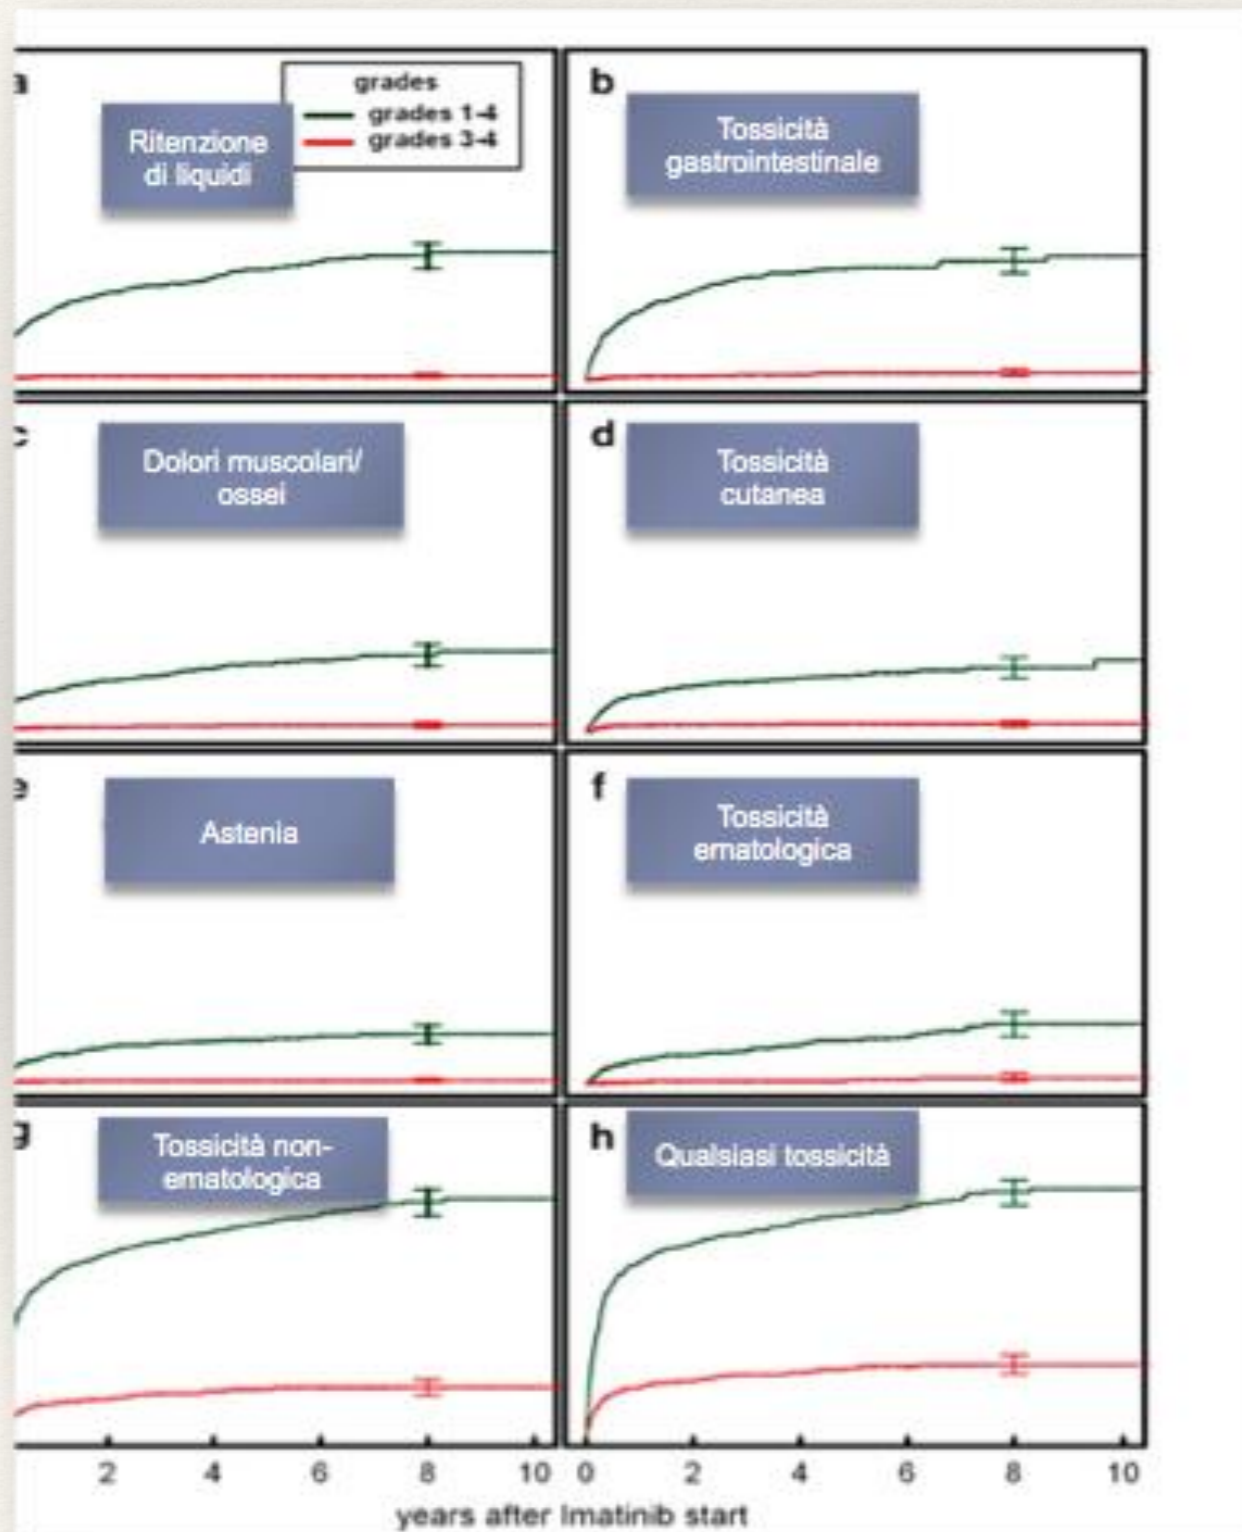 a
grades
grades 1-4
grades 3-4
Ritenzione
di liquidi
b
Tossicità
gastrointestinale
c
Dolori muscolari/
ossei
d
Tossicità
cutanea
e
Astenia
f
Tossicità
ematologica
g
Tossicità non-
ematologica
h
Qualsiasi tossicità
2 4 6 8 10 0 2 4 6 8 10
years after Imatinib start